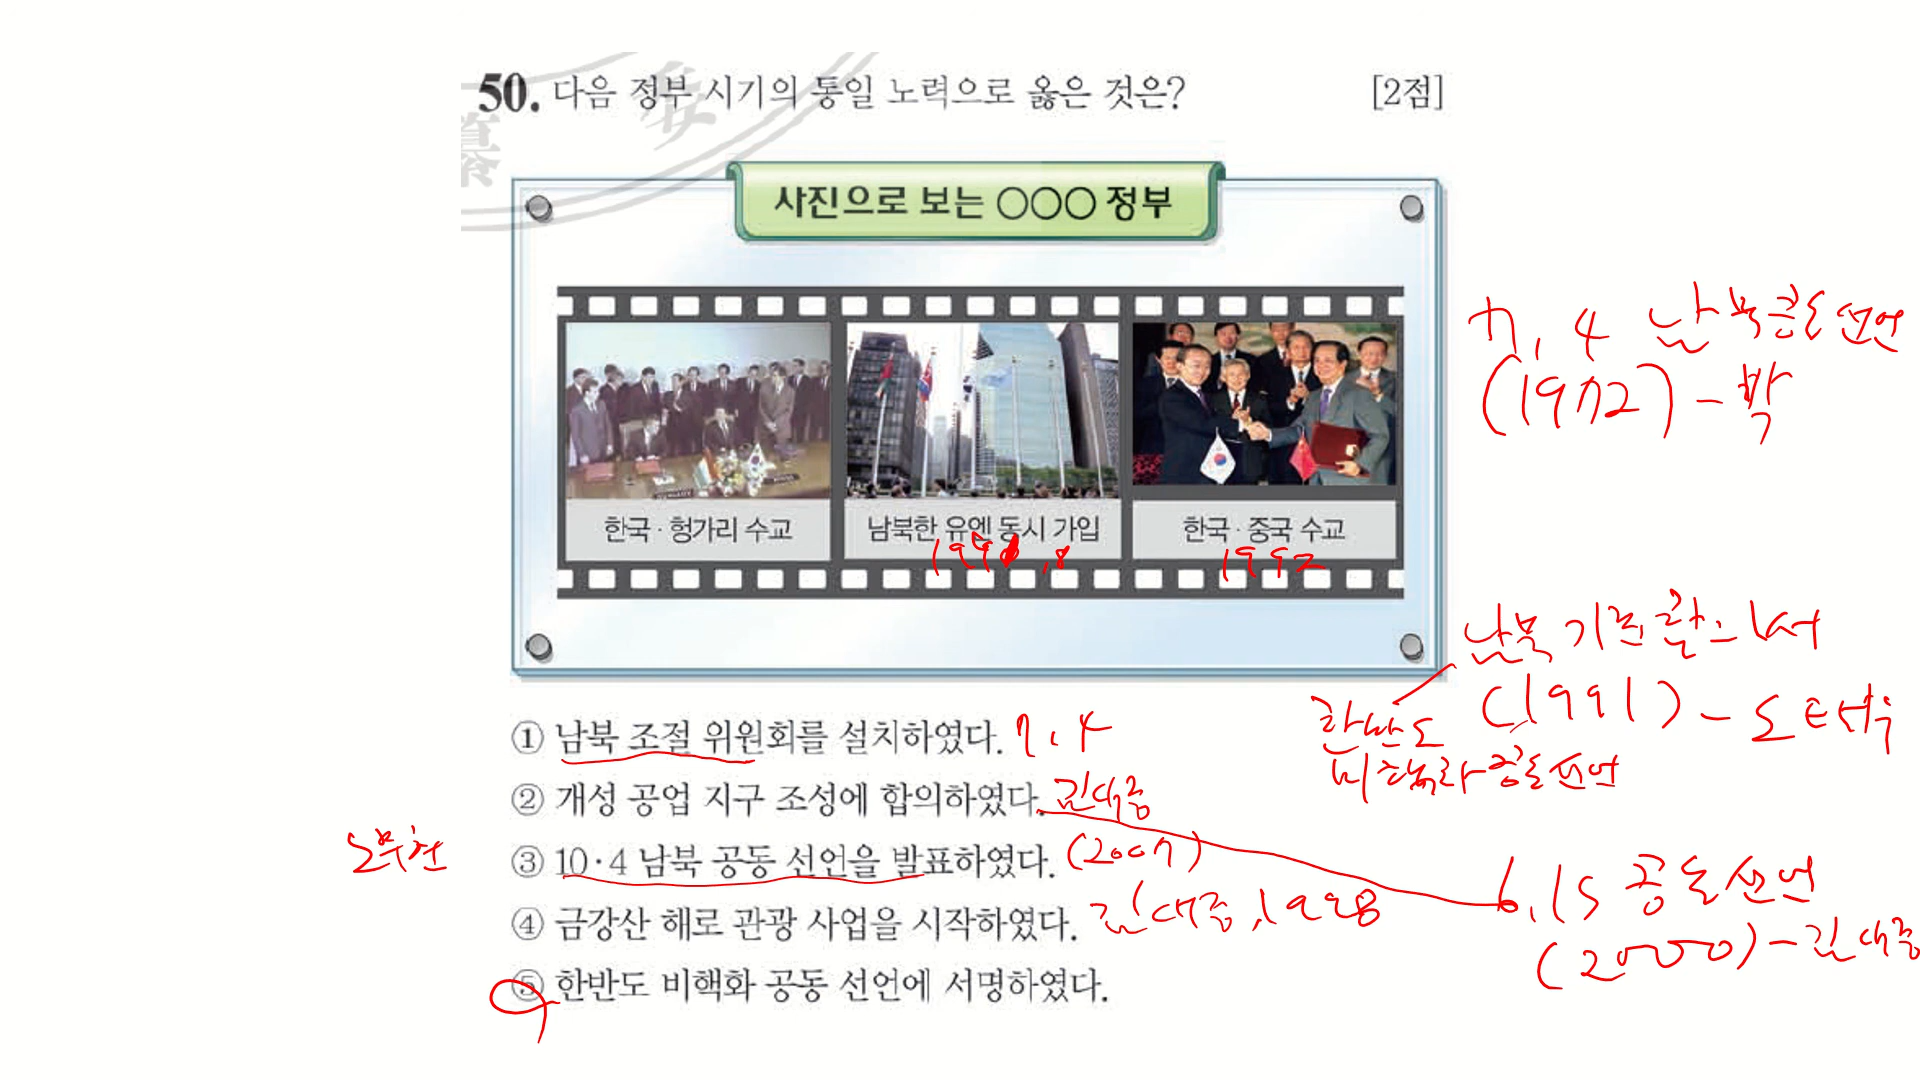 50. 다음 정부 시기의 통일 노력으로 옳은 것은? [2점]
사진으로 보는 ○○○ 정부
한국·헝가리 수교
남북한 유엔 동시 가입
한국·중국 수교
1992
7.4 남북공동선언
(1972) - 박
남북 기본합의서
(1991) - 노태우
한반도
비핵화 공동선언
① 남북 조절 위원회를 설치하였다. 7.4
② 개성 공업 지구 조성에 합의하였다. 김대중
③ 10·4 남북 공동 선언을 발표하였다. (2007)
④ 금강산 해로 관광 사업을 시작하였다. 김대중, 1998
⑤ 한반도 비핵화 공동 선언에 서명하였다.
6.15 공동선언
(2000) - 김대중